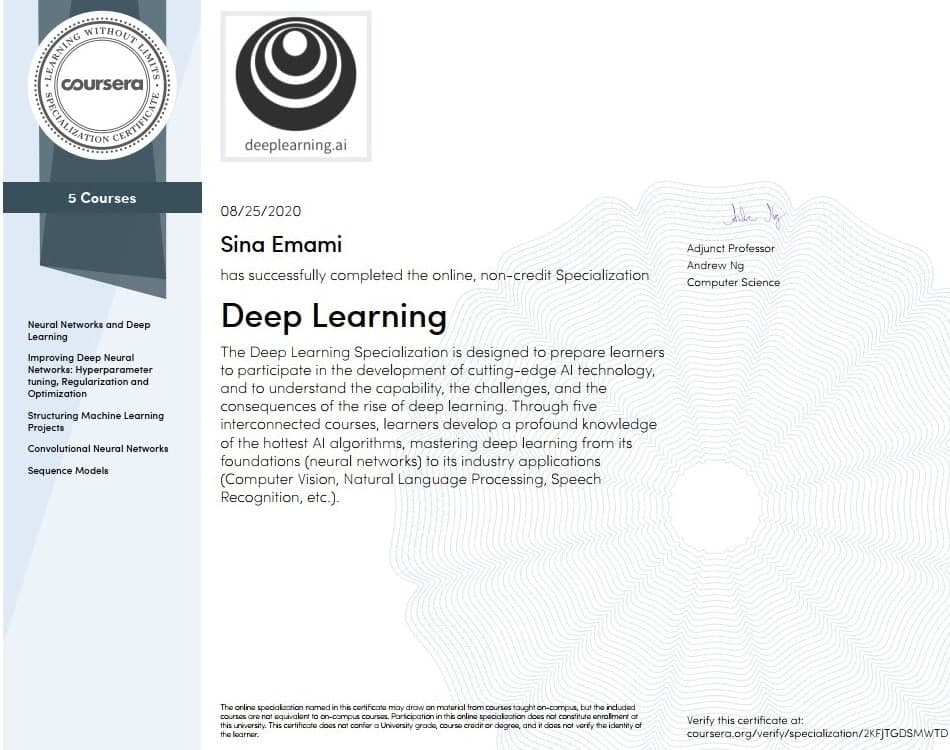 LEARNING WITHOUT LIMITS
coursera
SPECIALIZATION CERTIFICATE
5 Courses
Neural Networks and Deep
Learning
Improving Deep Neural
Networks: Hyperparameter
tuning, Regularization and
Optimization
Structuring Machine Learning
Projects
Convolutional Neural Networks
Sequence Models
deeplearning.ai
08/25/2020
Sina Emami
has successfully completed the online, non-credit Specialization
Deep Learning
The Deep Learning Specialization is designed to prepare learners
to participate in the development of cutting-edge AI technology,
and to understand the capability, the challenges, and the
consequences of the rise of deep learning. Through five
interconnected courses, learners develop a profound knowledge
of the hottest AI algorithms, mastering deep learning from its
foundations (neural networks) to its industry applications
(Computer Vision, Natural Language Processing, Speech
Recognition, etc.).
Adjunct Professor
Andrew Ng
Computer Science
The online specialization named in this certificate may draw on material from courses taught on-campus, but the included
courses are not equivalent to on-campus courses. Participation in this online specialization does not constitute enrollment at
this university. This certificate does not confer a University grade, course credit or degree, and it does not verify the identity of
the learner.
Verify this certificate at: